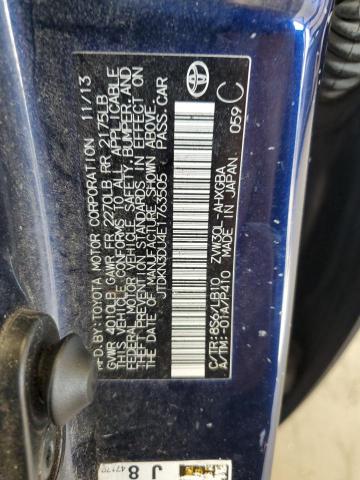 MFD. BY: TOYOTA MOTOR CORPORATION 11/13
GVWR 4010LB GAWR FR 2270LB RR 2175LB
THIS VEHICLE CONFORMS TO ALL APPLICABLE
FEDERAL MOTOR VEHICLE SAFETY, BUMPER, AND
THEFT PREVENTION STANDARDS IN EFFECT ON
THE DATE OF MANUFACTURE SHOWN ABOVE.
JTDKN3DU4E1763505 PASS.CAR
C/TR:8S6/LB10 ZVW30L-AHXGBA
A/TM:-01A/P410 MADE IN JAPAN 059 C
J 8
47170